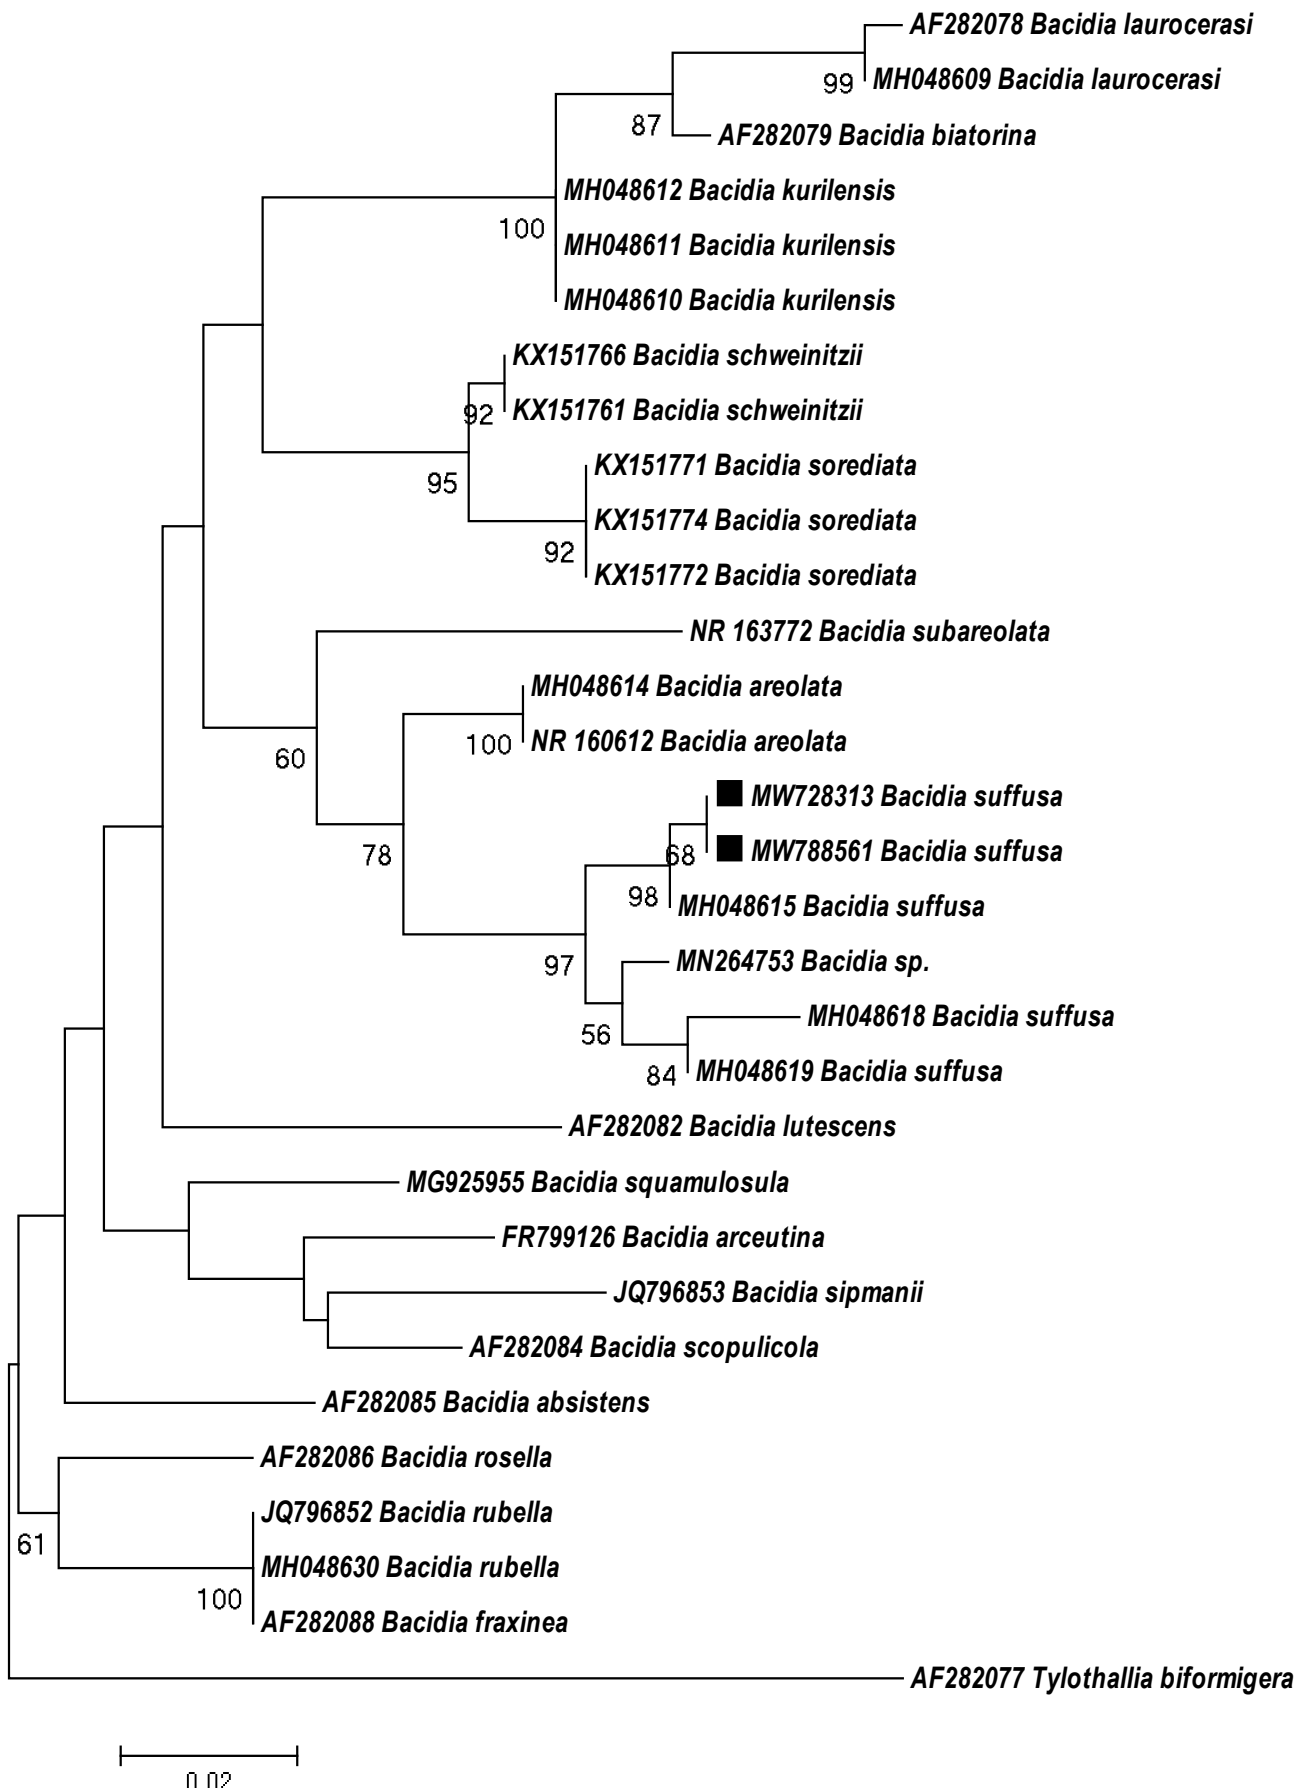 AF282078 Bacidia laurocerasi
99
MH048609 Bacidia laurocerasi
87
AF282079 Bacidia biatorina
MH048612 Bacidia kurilensis
100
MH048611 Bacidia kurilensis
MH048610 Bacidia kurilensis
KX151766 Bacidia schweinitzii
92
KX151761 Bacidia schweinitzii
KX151771 Bacidia sorediata
95
KX151774 Bacidia sorediata
92
KX151772 Bacidia sorediata
NR 163772 Bacidia subareolata
MH048614 Bacidia areolata
100
NR 160612 Bacidia areolata
60
MW728313 Bacidia suffusa
68
MW788561 Bacidia suffusa
78
98
MH048615 Bacidia suffusa
97
MN264753 Bacidia sp.
MH048618 Bacidia suffusa
56
84
MH048619 Bacidia suffusa
AF282082 Bacidia lutescens
MG925955 Bacidia squamulosula
FR799126 Bacidia arceutina
JQ796853 Bacidia sipmanii
AF282084 Bacidia scopulicola
AF282085 Bacidia absistens
AF282086 Bacidia rosella
JQ796852 Bacidia rubella
61
MH048630 Bacidia rubella
100
AF282088 Bacidia fraxinea
AF282077 Tylothallia biformigera
0.02